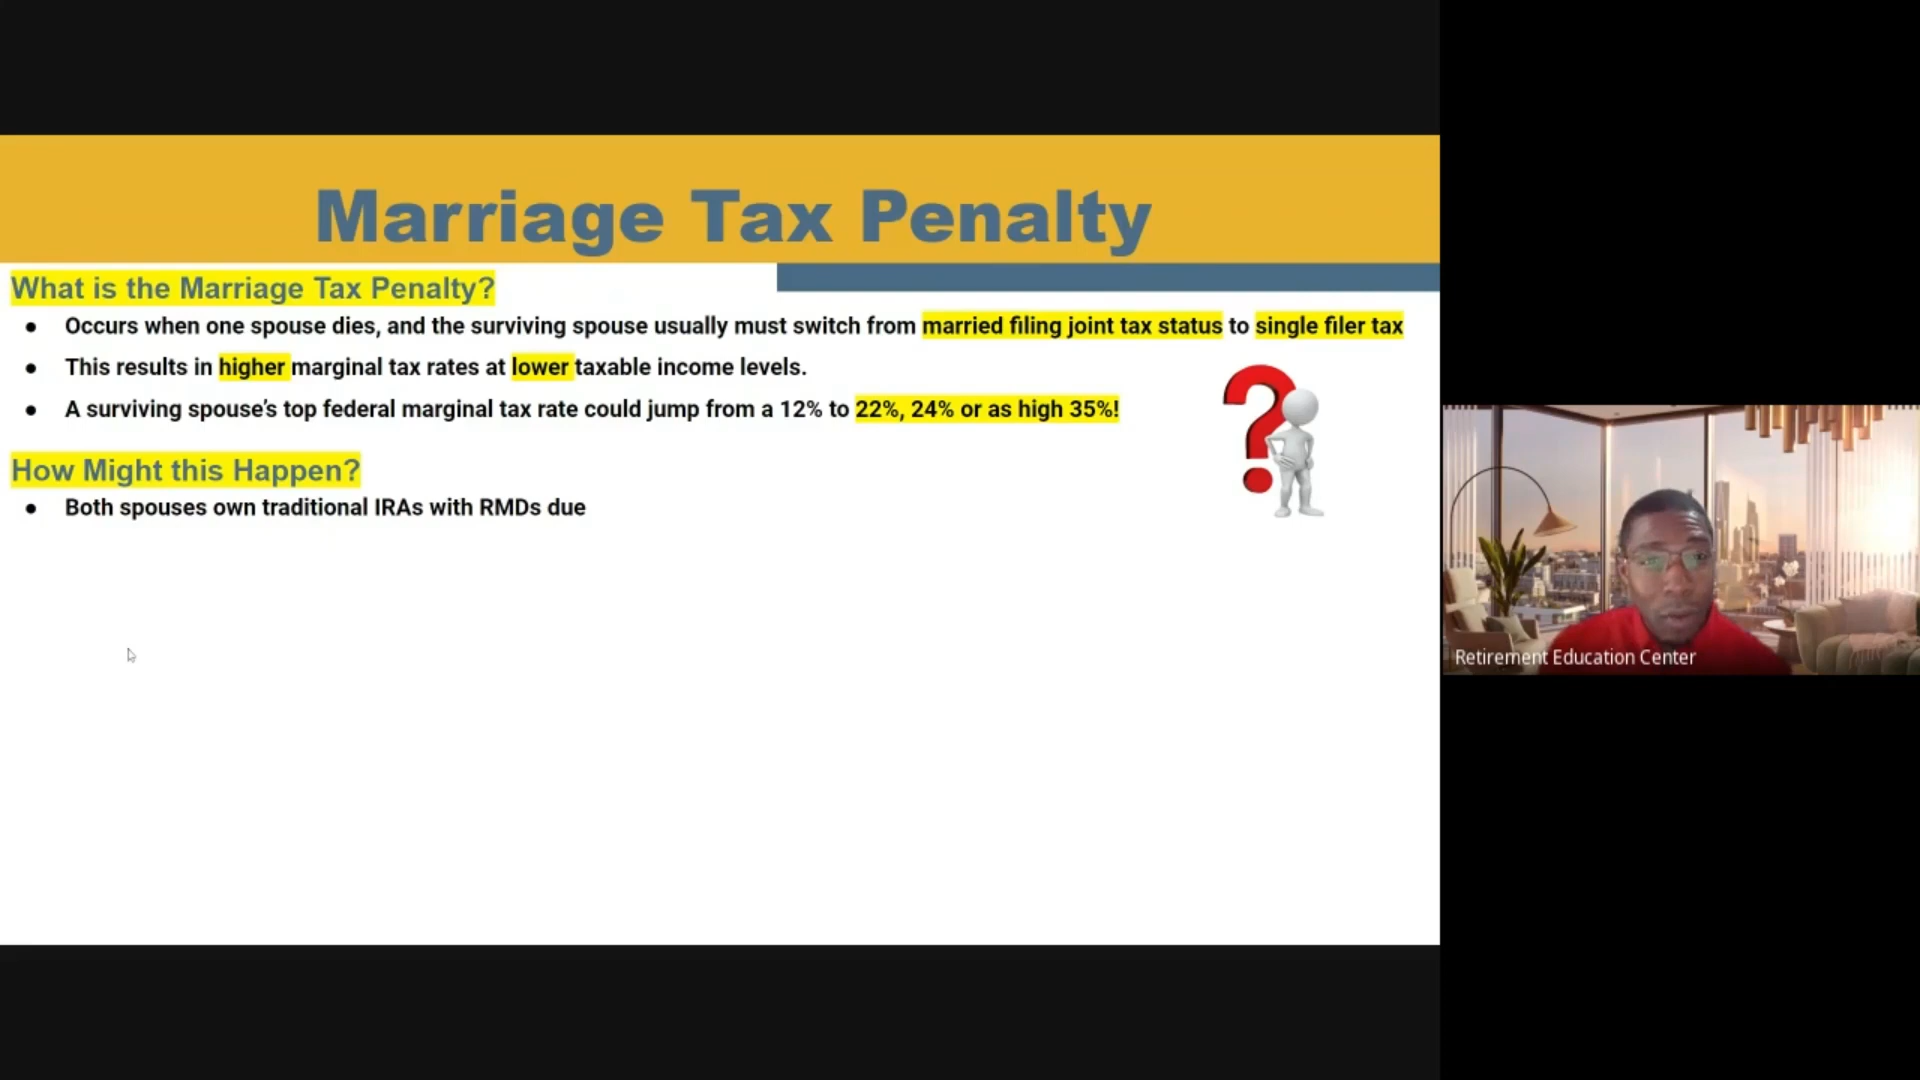 Marriage Tax Penalty
What is the Marriage Tax Penalty?
● Occurs when one spouse dies, and the surviving spouse usually must switch from married filing joint tax status to single filer tax
● This results in higher marginal tax rates at lower taxable income levels.
● A surviving spouse’s top federal marginal tax rate could jump from a 12% to 22%, 24% or as high 35%!
How Might this Happen?
● Both spouses own traditional IRAs with RMDs due
Retirement Education Center